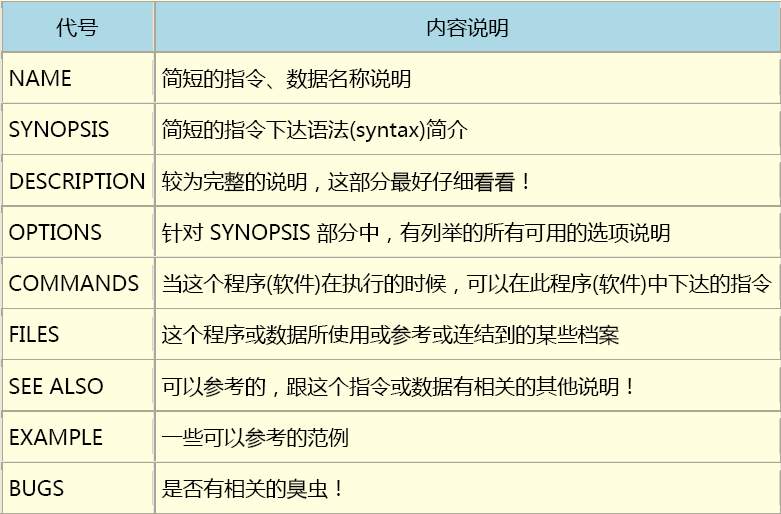 代号 内容说明
NAME 简短的指令、数据名称说明
SYNOPSIS 简短的指令下达语法(syntax)简介
DESCRIPTION 较为完整的说明，这部分最好仔细看看！
OPTIONS 针对 SYNOPSIS 部分中，有列举的所有可用的选项说明
COMMANDS 当这个程序(软件)在执行的时候，可以在此程序(软件)中下达的指令
FILES 这个程序或数据所使用或参考或连结到的某些档案
SEE ALSO 可以参考的，跟这个指令或数据有相关的其他说明！
EXAMPLE 一些可以参考的范例
BUGS 是否有相关的臭虫！